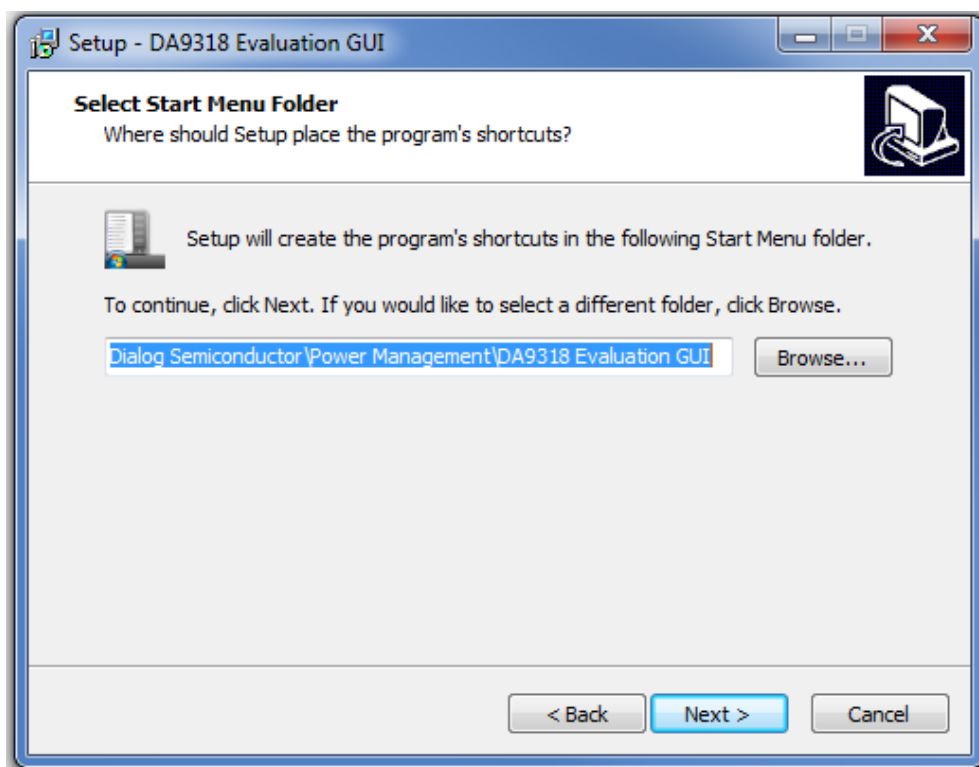 Setup - DA9318 Evaluation GUI
Select Start Menu Folder
Where should Setup place the program's shortcuts?
Setup will create the program's shortcuts in the following Start Menu folder.
To continue, click Next. If you would like to select a different folder, click Browse.
Dialog Semiconductor\Power Management\DA9318 Evaluation GUI
Browse...
< Back
Next >
Cancel